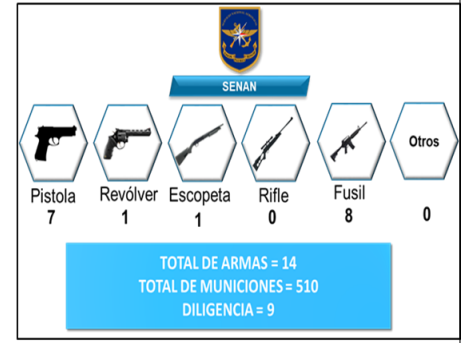 SENAN
Otros
Pistola Revólver Escopeta Rifle Fusil
7 1 1 0 8 0
TOTAL DE ARMAS = 14
TOTAL DE MUNICIONES = 510
DILIGENCIA = 9